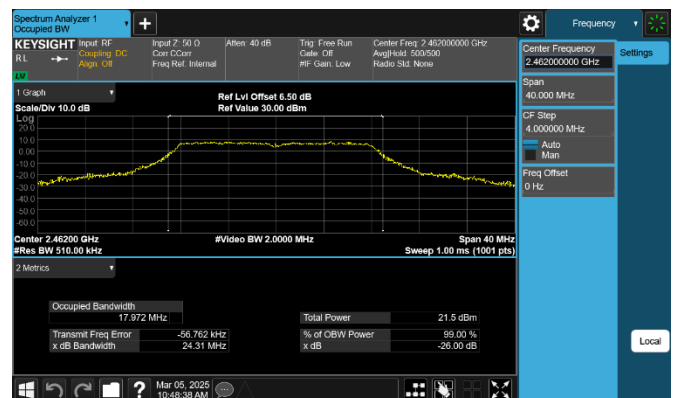 Spectrum Analyzer 1
Occupied BW
+
Frequency
KEYSIGHT
RL
LV
Input: RF
Coupling: DC
Align: Off
Input Z: 50 Ω
Corr CCorr
Freq Ref: Internal
Atten: 40 dB
Trig: Free Run
Gate: Off
#IF Gain: Low
Center Freq: 2.462000000 GHz
Avg|Hold: 500/500
Radio Std: None
Center Frequency
2.462000000 GHz
Settings
Span
40.000 MHz
CF Step
4.000000 MHz
Auto
Man
Freq Offset
0 Hz
Local
1 Graph
Scale/Div 10.0 dB
Ref Lvl Offset 6.50 dB
Ref Value 30.00 dBm
Log
20.0
10.0
0.00
-10.0
-20.0
-30.0
-40.0
-50.0
-60.0
Center 2.46200 GHz
#Res BW 510.00 kHz
#Video BW 2.0000 MHz
Span 40 MHz
Sweep 1.00 ms (1001 pts)
2 Metrics
Occupied Bandwidth
17.972 MHz
Total Power 21.5 dBm
Transmit Freq Error -56.762 kHz
% of OBW Power 99.00 %
x dB Bandwidth 24.31 MHz
x dB -26.00 dB
?
Mar 05, 2025
10:48:38 AM